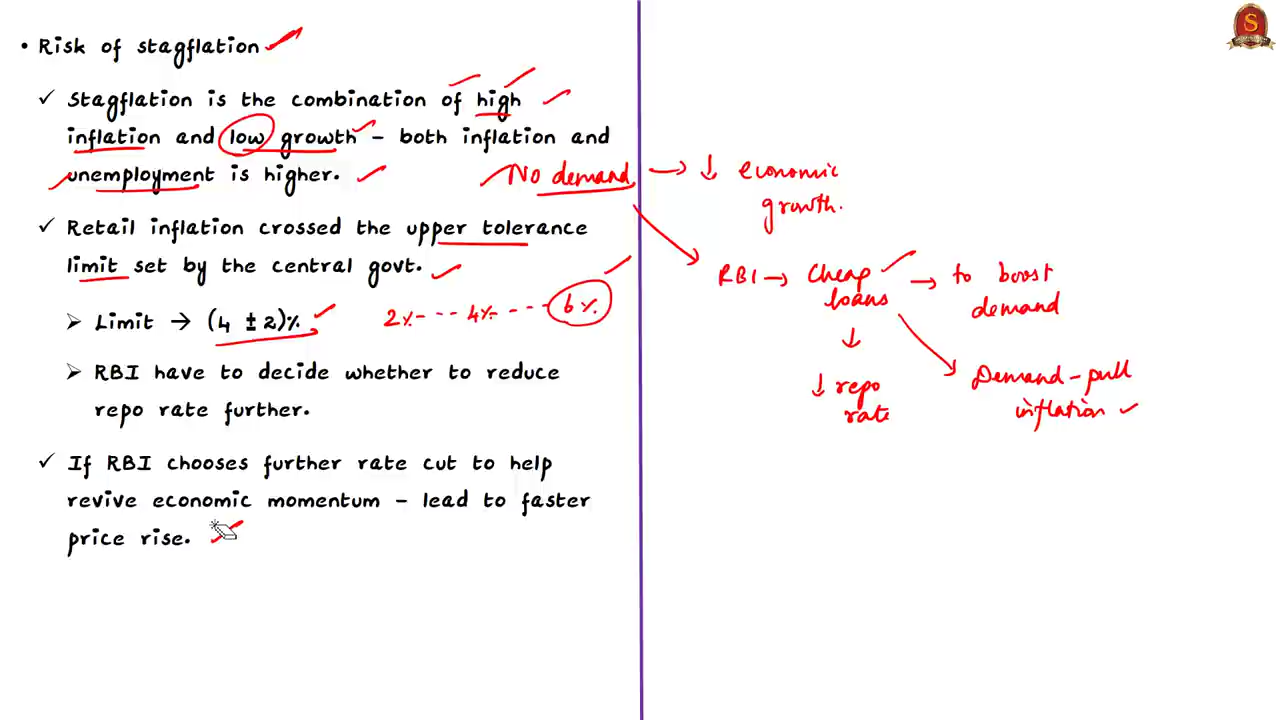 • Risk of stagflation
✓ Stagflation is the combination of high
inflation and low growth – both inflation and
unemployment is higher.
✓ Retail inflation crossed the upper tolerance
limit set by the central govt.
➢ Limit → (4 ± 2)%
2% --- 4% --- 6%
➢ RBI have to decide whether to reduce
repo rate further.
✓ If RBI chooses further rate cut to help
revive economic momentum – lead to faster
price rise.
No demand → ↓ economic
growth.
RBI → Cheap
loans → to boost
demand
↓
↓ repo
rate
Demand-pull
inflation
S